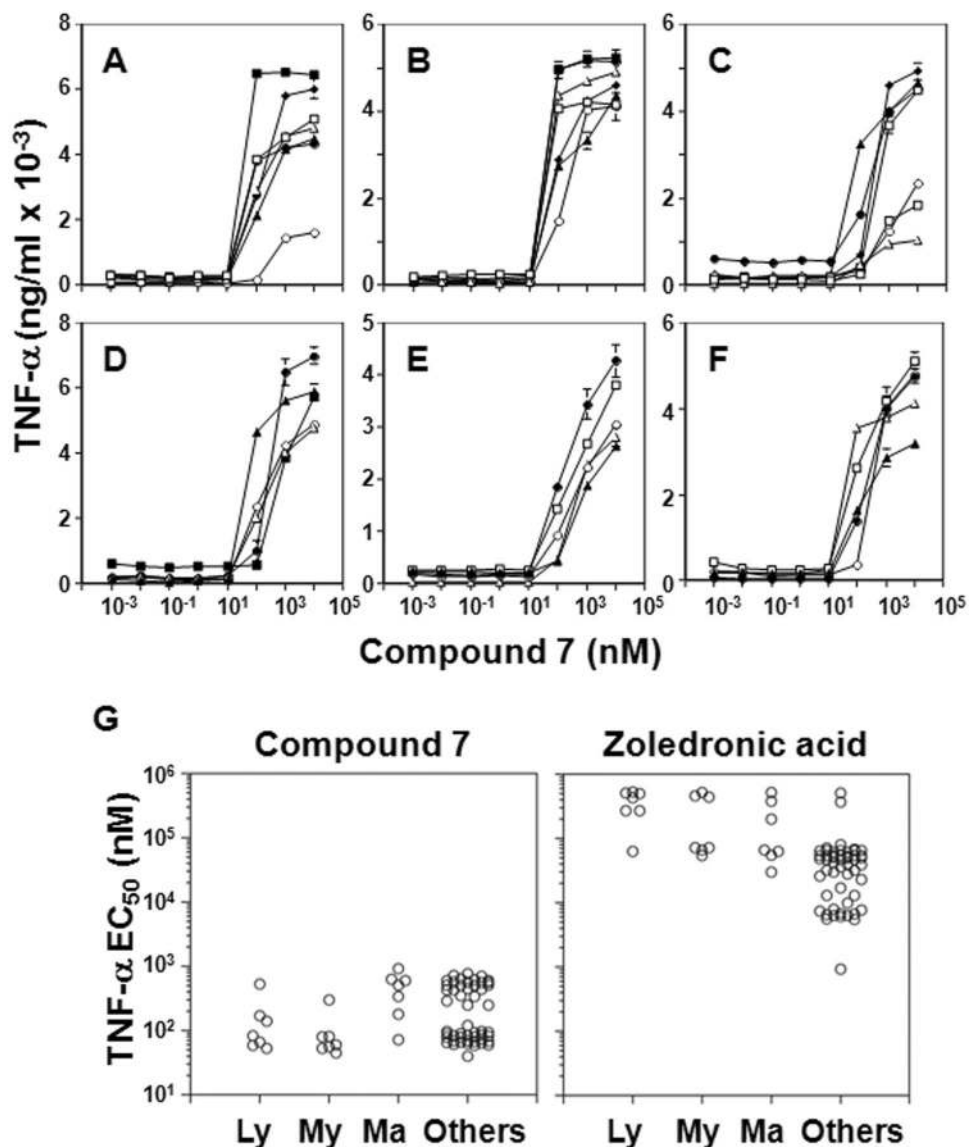 A B C
8 6 4 2 0
6 4 2 0
6 4 2 0
TNF-α (ng/ml x 10⁻³)
D E F
8 6 4 2 0
5 4 3 2 1 0
6 4 2 0
10⁻³ 10⁻¹ 10¹ 10³ 10⁵ 10⁻³ 10⁻¹ 10¹ 10³ 10⁵ 10⁻³ 10⁻¹ 10¹ 10³ 10⁵
Compound 7 (nM)
G
Compound 7 Zoledronic acid
TNF-α EC₅₀ (nM)
10⁶
10⁵
10⁴
10³
10²
10¹
Ly My Ma Others Ly My Ma Others